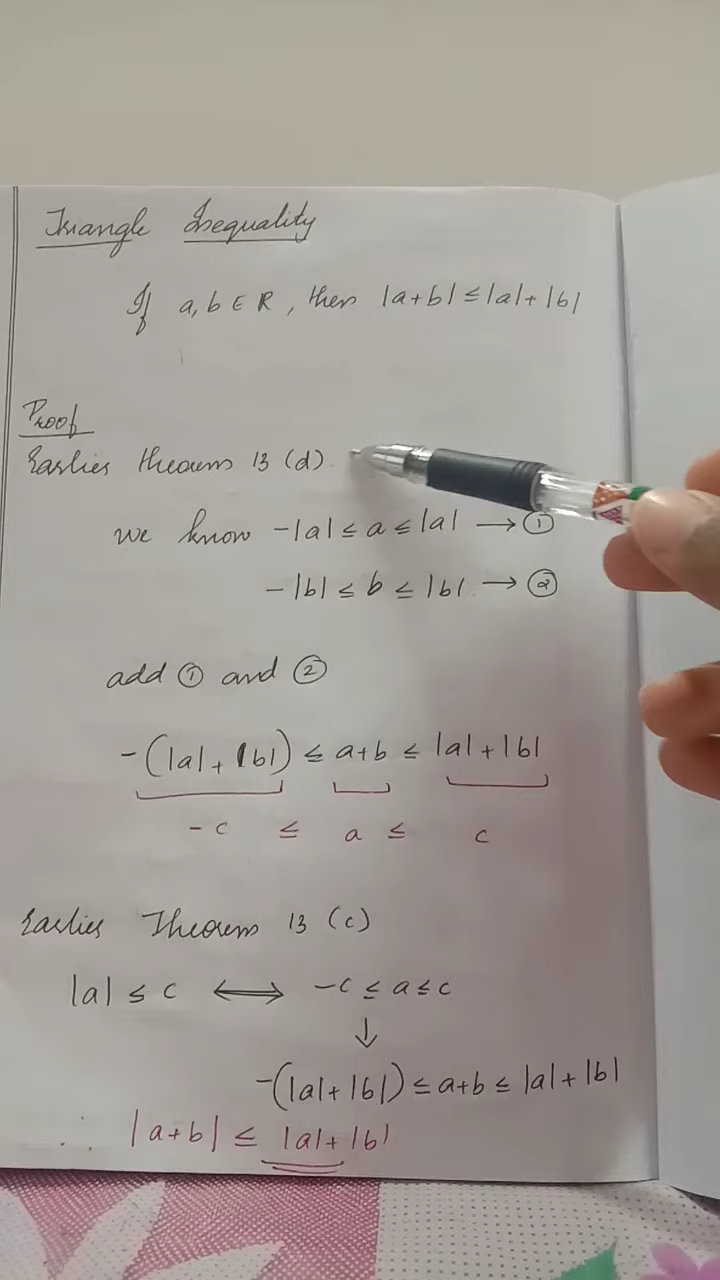 Triangle Inequality
If a, b ∈ R, then |a+b| ≤ |a|+|b|
Proof
Earlier theorem 13 (d).
we know -|a| ≤ a ≤ |a| → ①
-|b| ≤ b ≤ |b| → ②
add ① and ②
-(|a|+|b|) ≤ a+b ≤ |a|+|b|
-c ≤ a ≤ c
Earlier Theorem 13 (c)
|a| ≤ c ⟺ -c ≤ a ≤ c
↓
-(|a|+|b|) ≤ a+b ≤ |a|+|b|
∴ |a+b| ≤ |a|+|b|